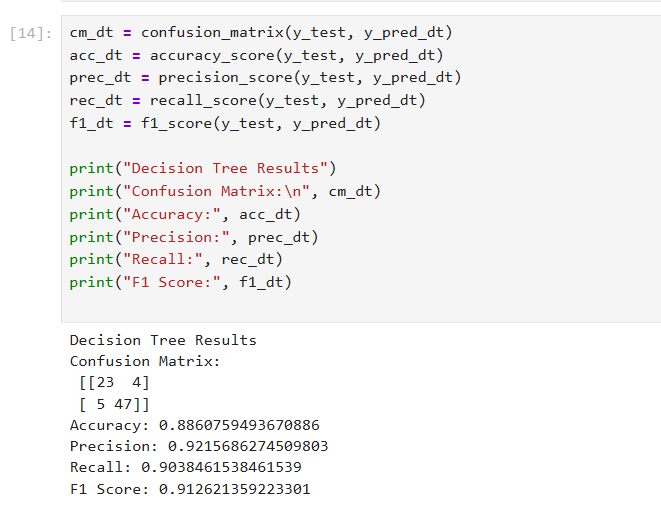 [14]:
cm_dt = confusion_matrix(y_test, y_pred_dt)
acc_dt = accuracy_score(y_test, y_pred_dt)
prec_dt = precision_score(y_test, y_pred_dt)
rec_dt = recall_score(y_test, y_pred_dt)
f1_dt = f1_score(y_test, y_pred_dt)

print("Decision Tree Results")
print("Confusion Matrix:\n", cm_dt)
print("Accuracy:", acc_dt)
print("Precision:", prec_dt)
print("Recall:", rec_dt)
print("F1 Score:", f1_dt)

Decision Tree Results
Confusion Matrix:
 [[23  4]
 [ 5 47]]
Accuracy: 0.8860759493670886
Precision: 0.9215686274509803
Recall: 0.9038461538461539
F1 Score: 0.912621359223301